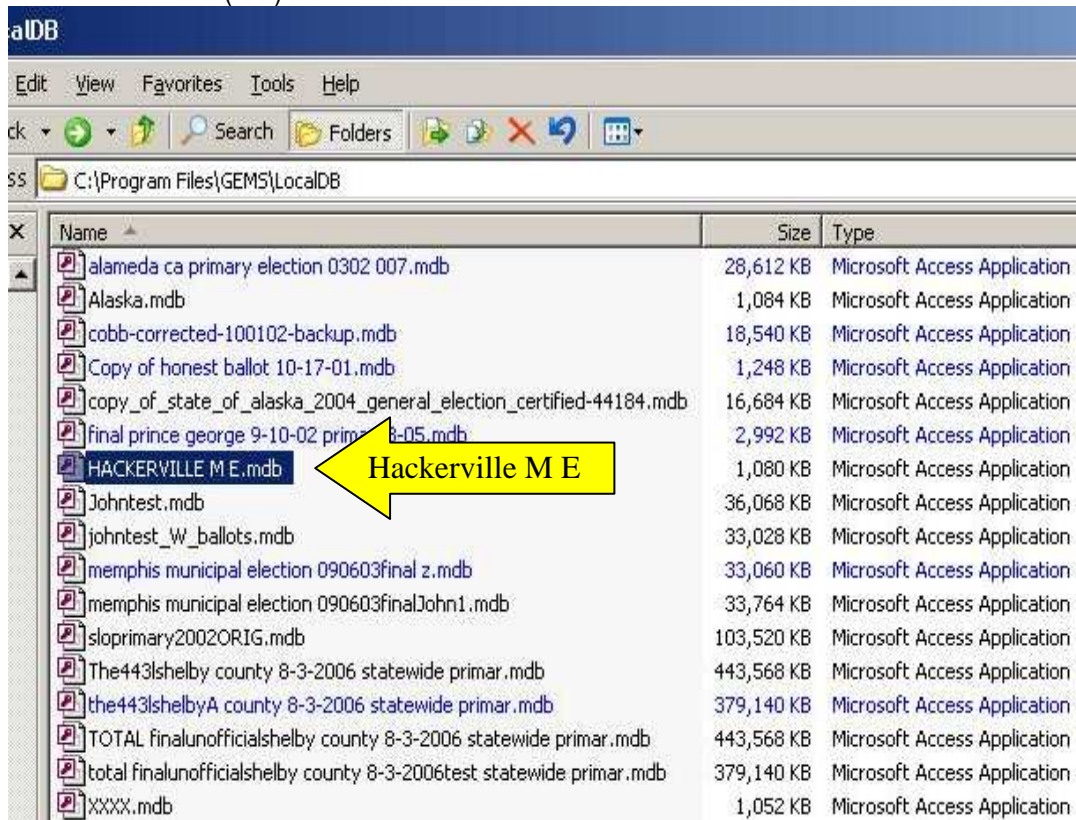 calDB
Edit View Favorites Tools Help
ck Search Folders
ss C:\Program Files\GEMS\LocalDB
Name Size Type
alameda ca primary election 0302 007.mdb 28,612 KB Microsoft Access Application
Alaska.mdb 1,084 KB Microsoft Access Application
cobb-corrected-100102-backup.mdb 18,540 KB Microsoft Access Application
Copy of honest ballot 10-17-01.mdb 1,248 KB Microsoft Access Application
copy_of_state_of_alaska_2004_general_election_certified-44184.mdb 16,684 KB Microsoft Access Application
final prince george 9-10-02 prima 8-05.mdb 2,992 KB Microsoft Access Application
HACKERVILLE M E.mdb Hackerville M E 1,080 KB Microsoft Access Application
Johntest.mdb 36,068 KB Microsoft Access Application
johntest_W_ballots.mdb 33,028 KB Microsoft Access Application
memphis municipal election 090603final z.mdb 33,060 KB Microsoft Access Application
memphis municipal election 090603finalJohn1.mdb 33,764 KB Microsoft Access Application
sloprimary2002ORIG.mdb 103,520 KB Microsoft Access Application
The443lshelby county 8-3-2006 statewide primar.mdb 443,568 KB Microsoft Access Application
the443lshelbyA county 8-3-2006 statewide primar.mdb 379,140 KB Microsoft Access Application
TOTAL finalunofficialshelby county 8-3-2006 statewide primar.mdb 443,568 KB Microsoft Access Application
total finalunofficialshelby county 8-3-2006test statewide primar.mdb 379,140 KB Microsoft Access Application
XXXX.mdb 1,052 KB Microsoft Access Application